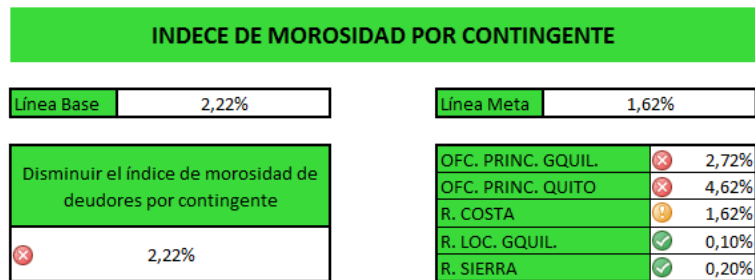 INDECE DE MOROSIDAD POR CONTINGENTE
Línea Base 2,22%
Línea Meta 1,62%
Disminuir el índice de morosidad de
deudores por contingente
2,22%
OFC. PRINC. GQUIL. 2,72%
OFC. PRINC. QUITO 4,62%
R. COSTA 1,62%
R. LOC. GQUIL. 0,10%
R. SIERRA 0,20%